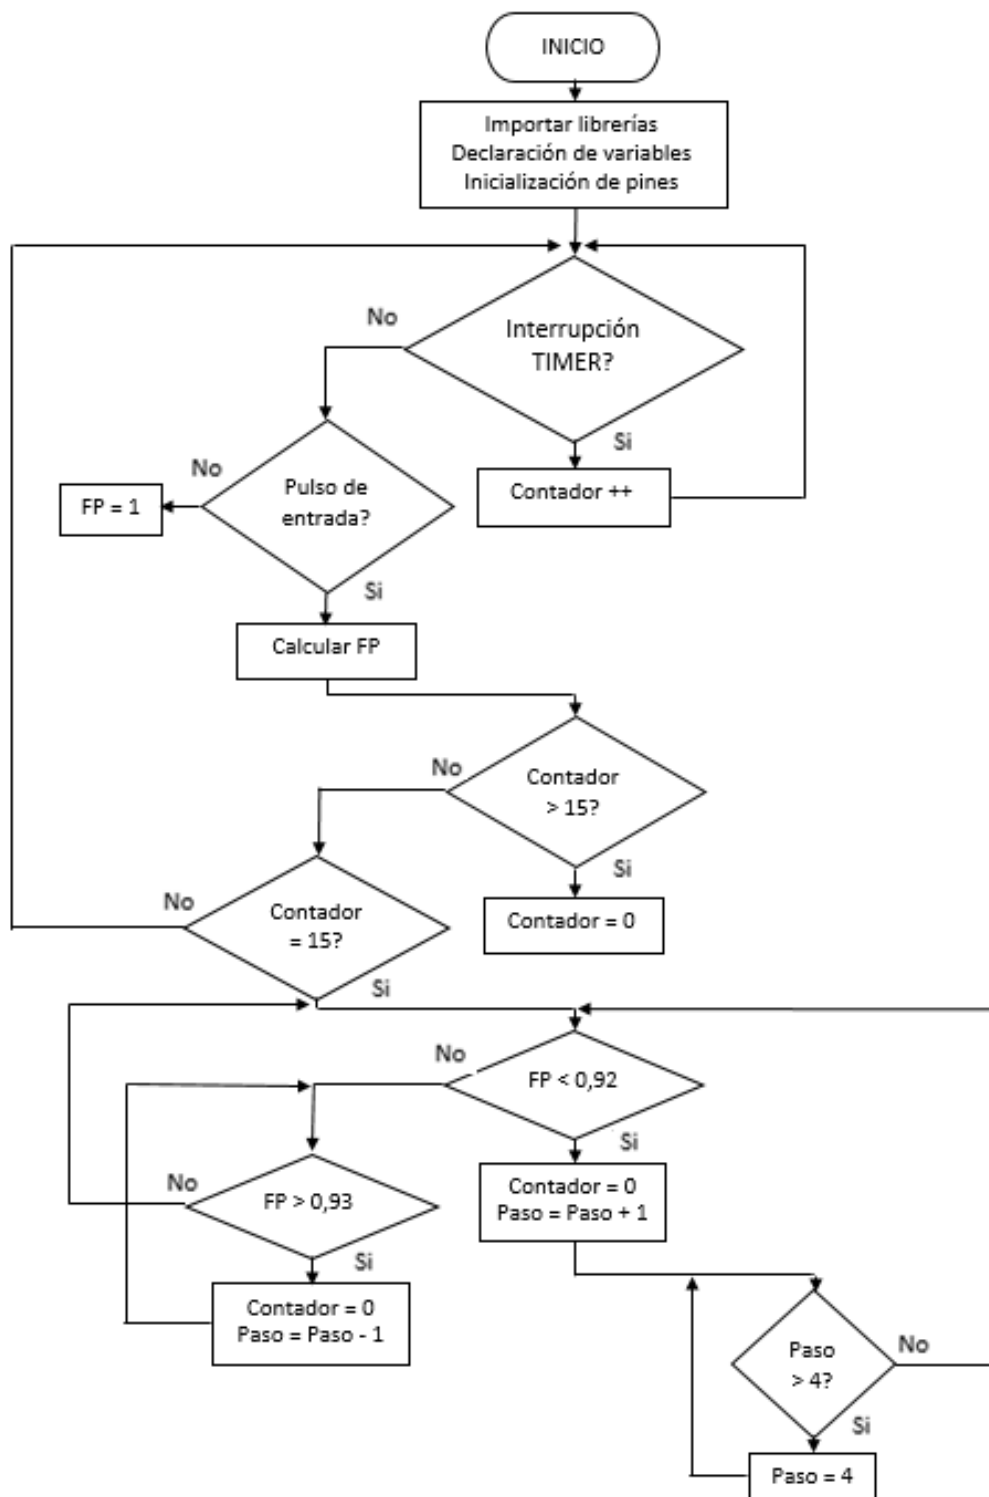 INICIO
Importar librerías
Declaración de variables
Inicialización de pines
No
Interrupción
TIMER?
Si
Contador ++
No
Pulso de
entrada?
FP = 1
Si
Calcular FP
No
Contador
> 15?
Si
Contador = 0
No
Contador
= 15?
Si
No
FP < 0,92
Si
Contador = 0
Paso = Paso + 1
No
FP > 0,93
Si
Contador = 0
Paso = Paso - 1
Paso
> 4?
No
Si
Paso = 4